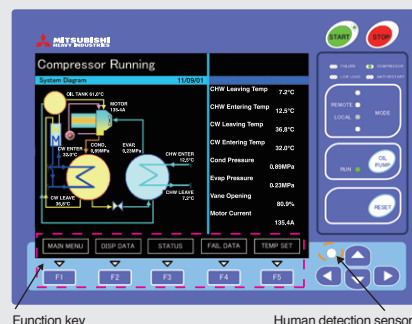 MITSUBISHI
HEAVY INDUSTRIES
START
STOP
Compressor Running
System Diagram 11/09/01
FAILURE
COMPRESSOR
LOW LOAD
ANTI-RESTART
OIL TANK 61,0°C
MOTOR
135.4A
CW ENTER
32-0°C
COND,
0,89MPa
EVAP,
0,23MPa
CHW ENTER
12,5°C
CHW LEAVE
7,2°C
CW LEAVE
36,8°C
CHW Leaving Temp
7.2°C
CHW Entering Temp
12,5°C
CW Leaving Temp
36,8°C
CW Entering Temp
32.0°C
Cond Pressure
0.89MPa
Evap Pressure
0.23MPa
Vane Opening
80.9%
Motor Current
135.4A
REMOTE
LOCAL
MODE
RUN
OIL
PUMP
RESET
MAIN MENU DISP DATA STATUS FAIL DATA TEMP SET
F1 F2 F3 F4 F5
Function key
Human detection sensor